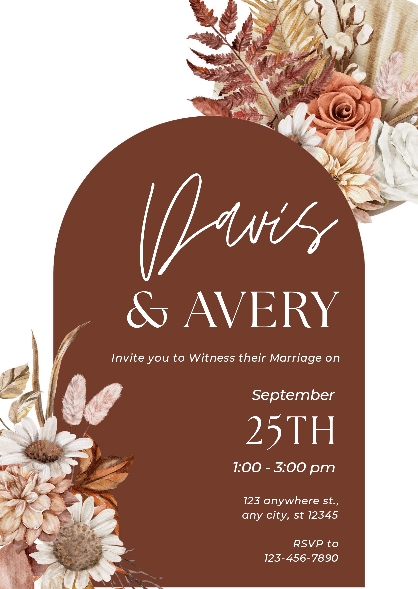 Davis
& AVERY
Invite you to Witness their Marriage on
September
25TH
1:00 - 3:00 pm
123 anywhere st.,
any city, st 12345
RSVP to
123-456-7890